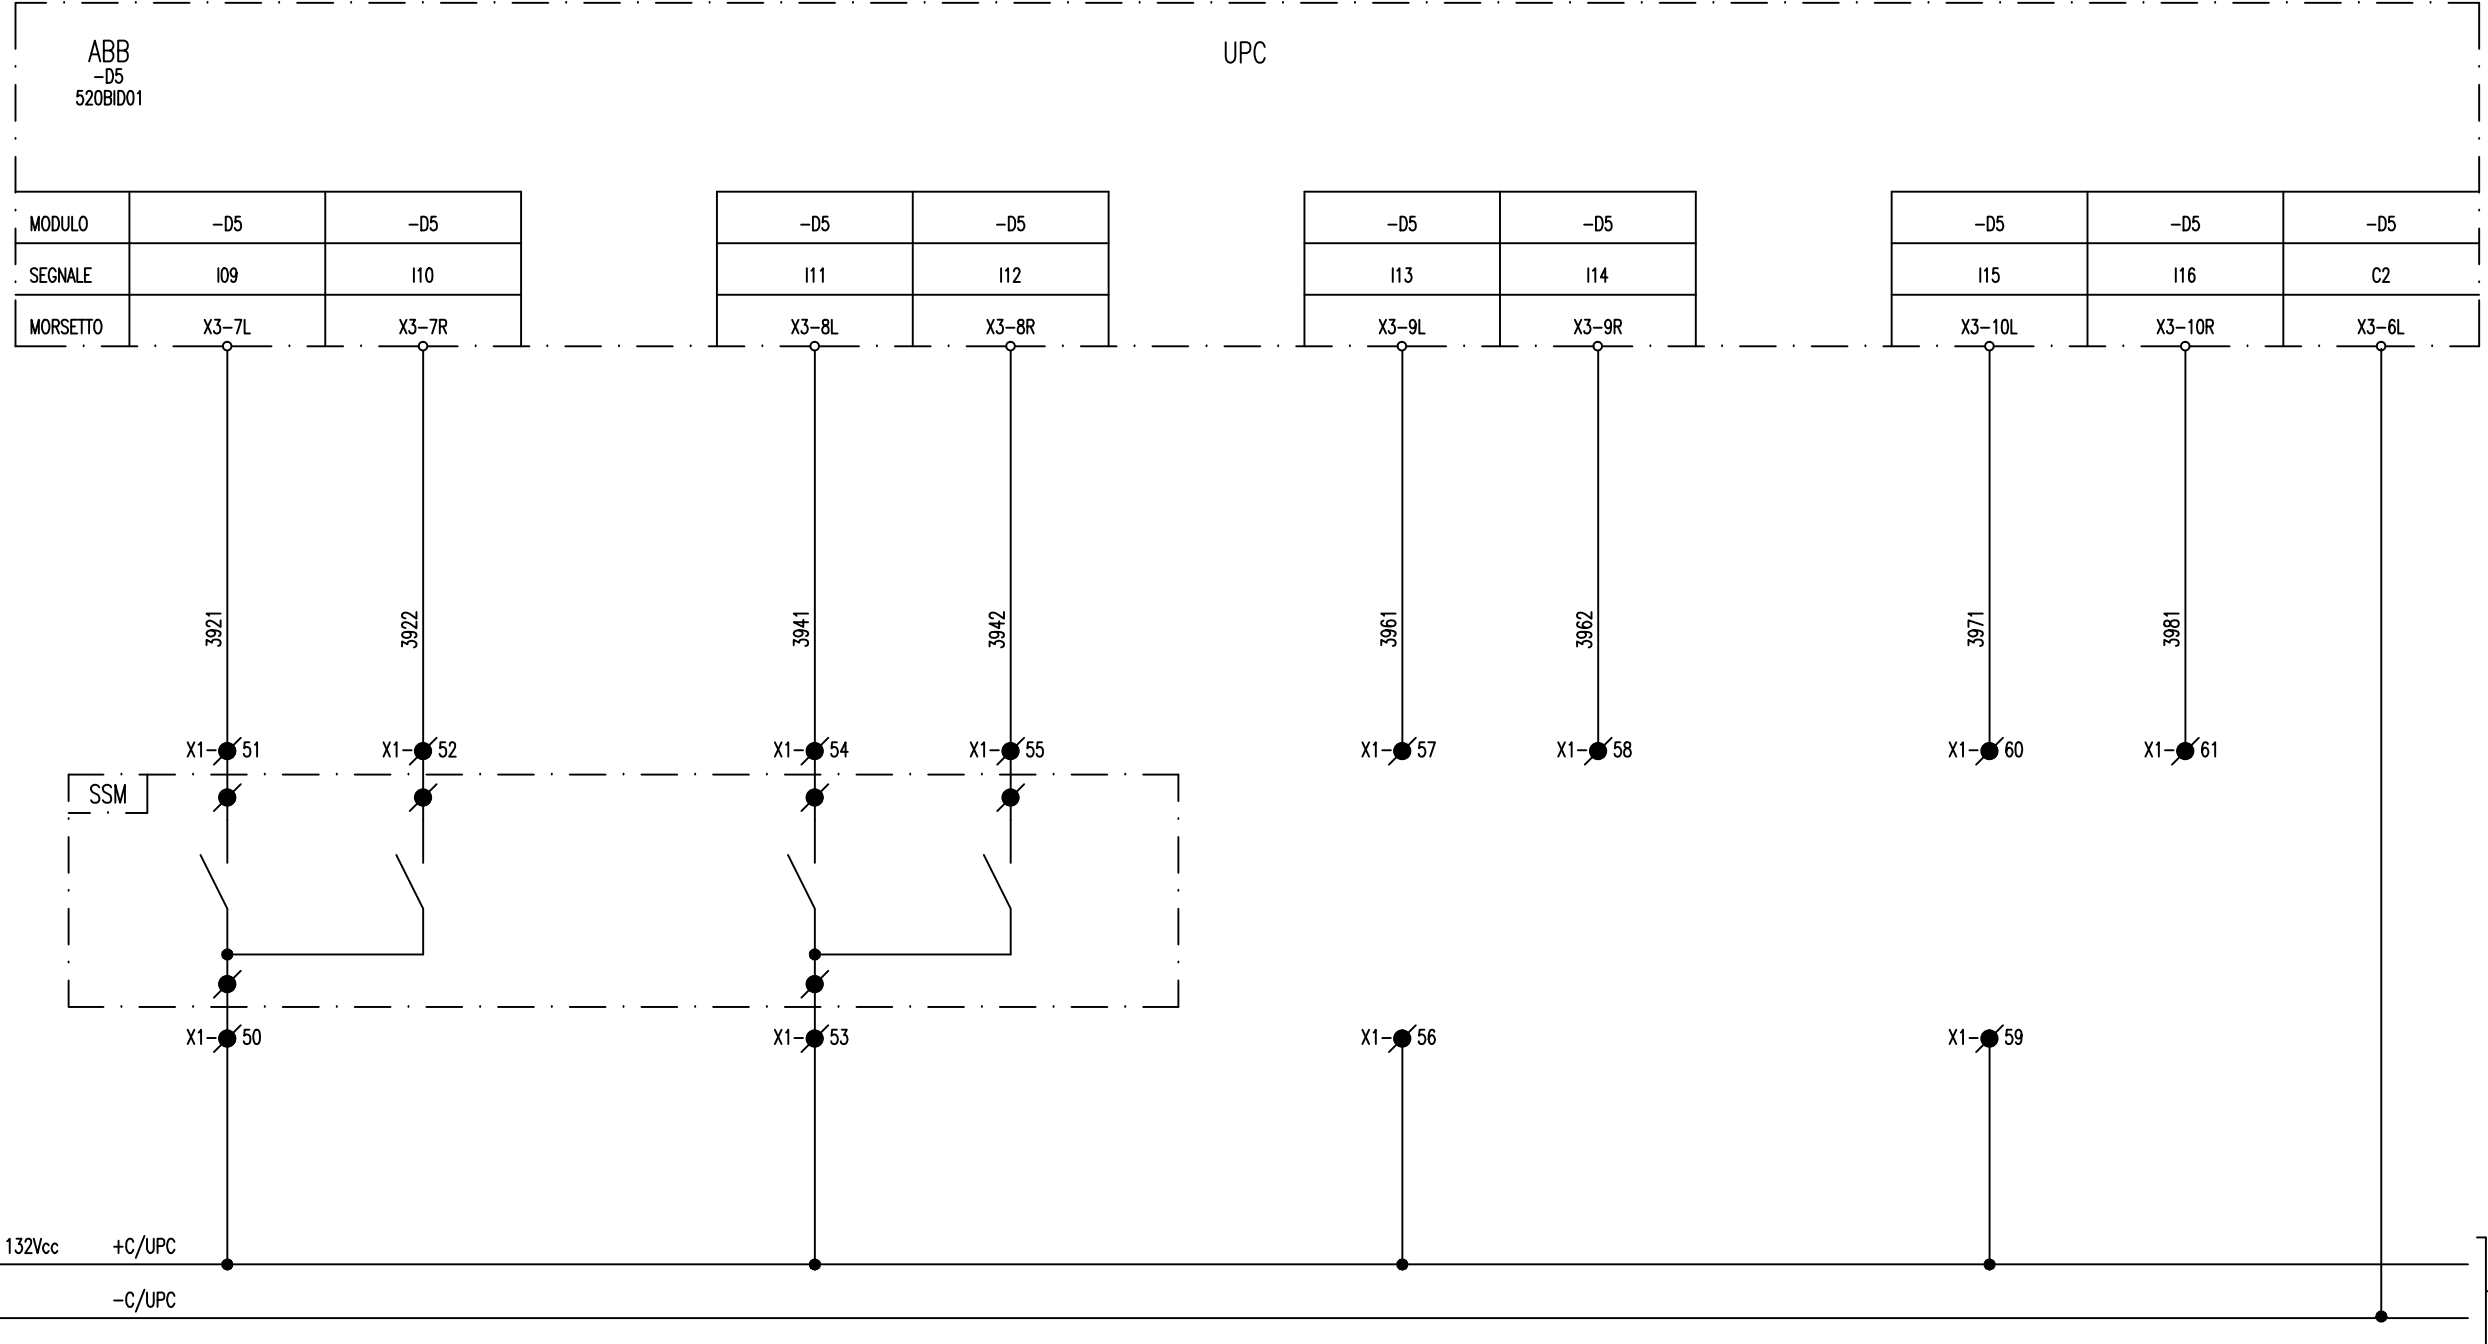 ABB
-D5
520BID01
UPC
MODULO -D5 -D5 -D5 -D5 -D5 -D5 -D5 -D5 -D5
SEGNALE I09 I10 I11 I12 I13 I14 I15 I16 C2
MORSETTO X3-7L X3-7R X3-8L X3-8R X3-9L X3-9R X3-10L X3-10R X3-6L
3921 3922 3941 3942 3961 3962 3971 3981
X1- 51 X1- 52 X1- 54 X1- 55 X1- 57 X1- 58 X1- 60 X1- 61
SSM
X1- 50 X1- 53 X1- 56 X1- 59
132Vcc +C/UPC
-C/UPC